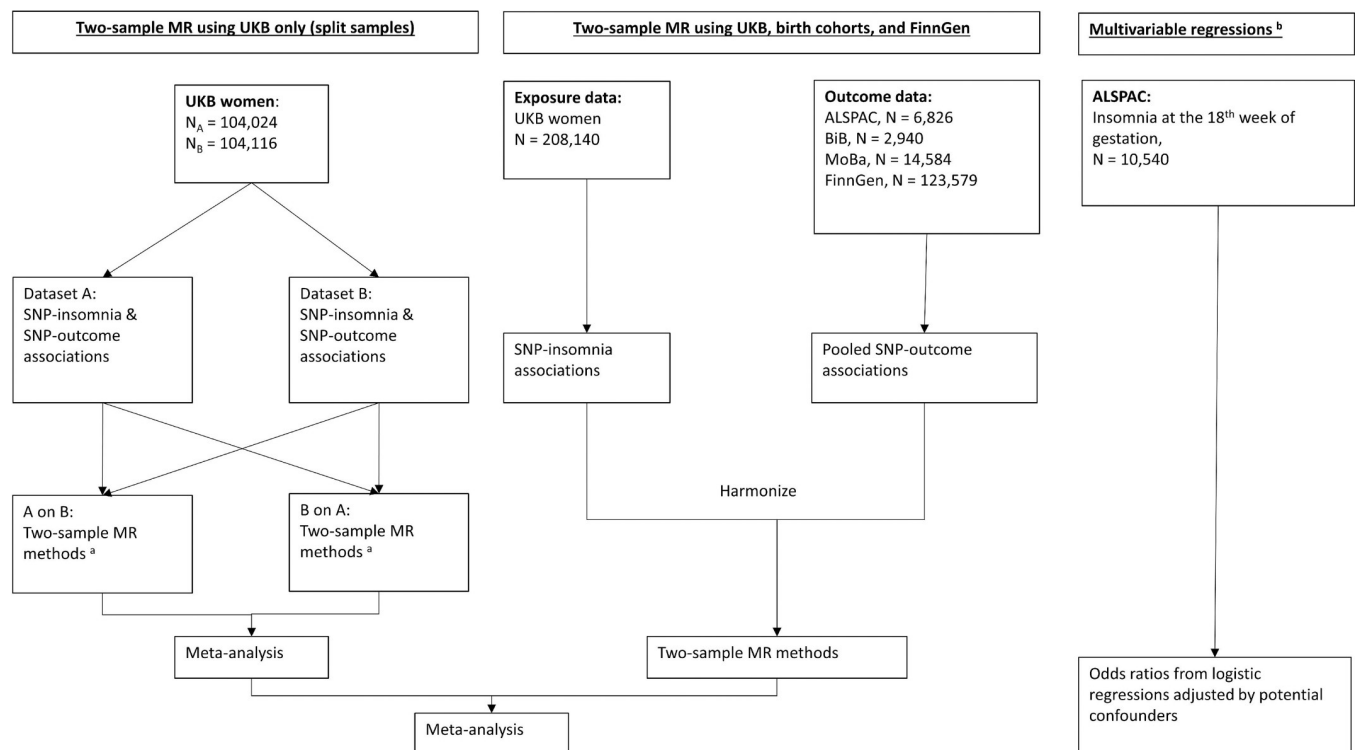 Two-sample MR using UKB only (split samples)
Two-sample MR using UKB, birth cohorts, and FinnGen
Multivariable regressions b
UKB women:
NA = 104,024
NB = 104,116
Exposure data:
UKB women
N = 208,140
Outcome data:
ALSPAC, N = 6,826
BiB, N = 2,940
MoBa, N = 14,584
FinnGen, N = 123,579
ALSPAC:
Insomnia at the 18th week of
gestation,
N = 10,540
Dataset A:
SNP-insomnia &
SNP-outcome
associations
Dataset B:
SNP-insomnia &
SNP-outcome
associations
SNP-insomnia
associations
Pooled SNP-outcome
associations
A on B:
Two-sample MR
methods a
B on A:
Two-sample MR
methods a
Harmonize
Meta-analysis
Two-sample MR methods
Odds ratios from logistic
regressions adjusted by potential
confounders
Meta-analysis